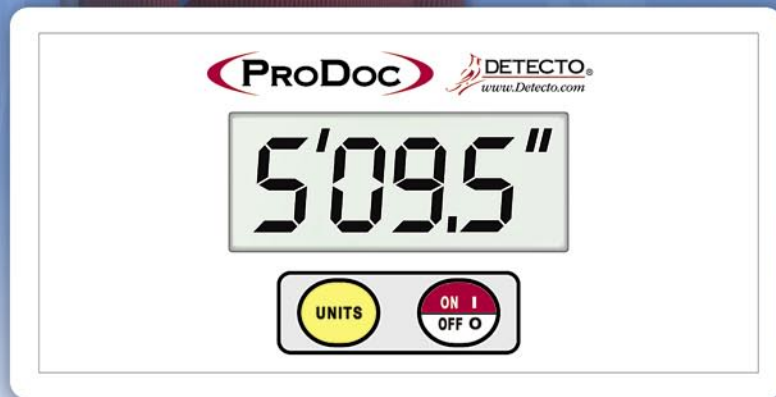 PRODOC DETECTO®
www.Detecto.com
5'09.5"
UNITS ON I
OFF O